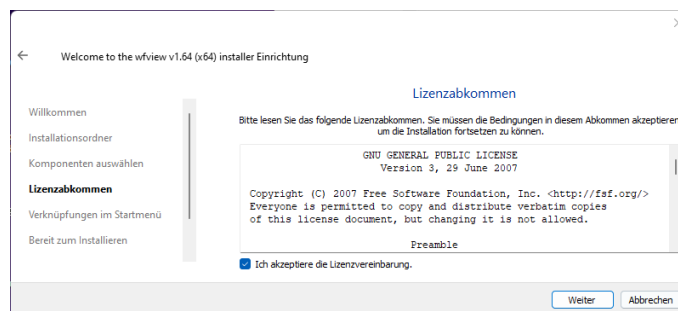 Welcome to the wfview v1.64 (x64) installer Einrichtung
Lizenzabkommen
Willkommen
Installationsordner
Komponenten auswählen
Lizenzabkommen
Verknüpfungen im Startmenü
Bereit zum Installieren
Bitte lesen Sie das folgende Lizenzabkommen. Sie müssen die Bedingungen in diesem Abkommen akzeptieren,
um die Installation fortsetzen zu können.
GNU GENERAL PUBLIC LICENSE
Version 3, 29 June 2007
Copyright (C) 2007 Free Software Foundation, Inc. <http://fsf.org/>
Everyone is permitted to copy and distribute verbatim copies
of this license document, but changing it is not allowed.
Preamble
Ich akzeptiere die Lizenzvereinbarung.
Weiter
Abbrechen